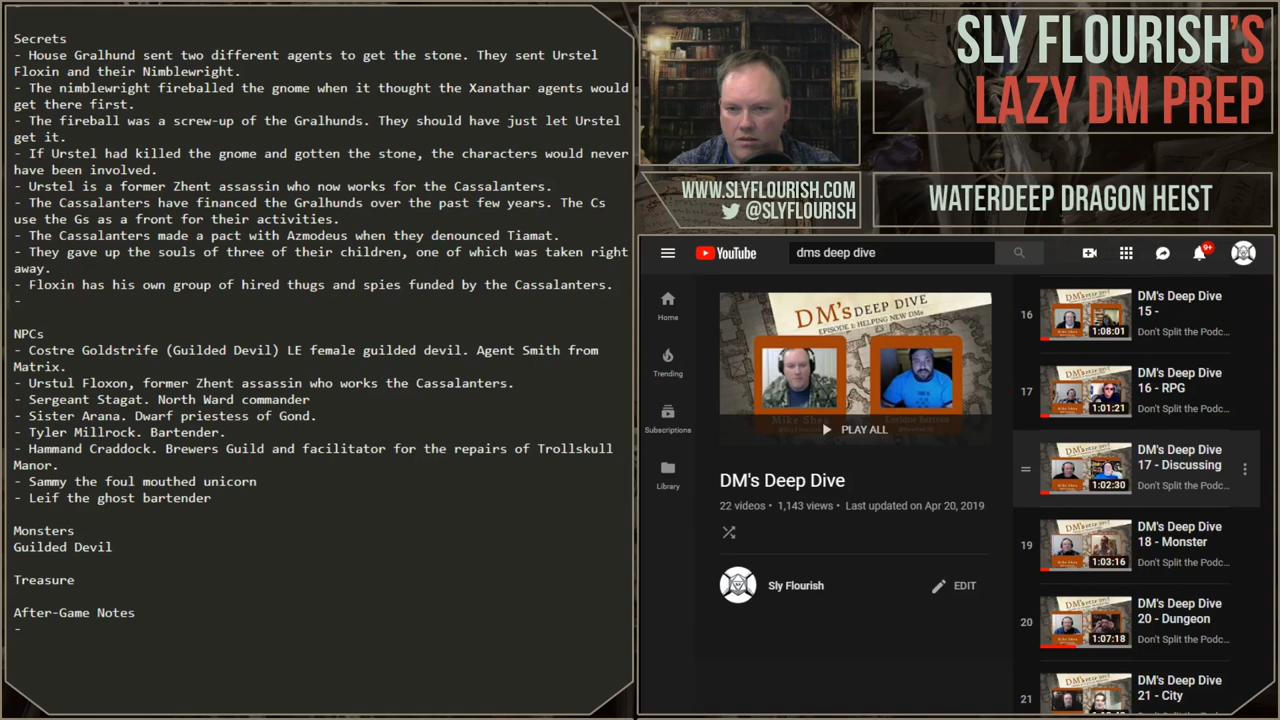 Secrets
- House Gralhund sent two different agents to get the stone. They sent Urstel
Floxin and their Nimblewright.
- The nimblewright fireballed the gnome when it thought the Xanathar agents would
get there first.
- The fireball was a screw-up of the Gralhunds. They should have just let Urstel
get it.
- If Urstel had killed the gnome and gotten the stone, the characters would never
have been involved.
- Urstel is a former Zhent assassin who now works for the Cassalanters.
- The Cassalanters have financed the Gralhunds over the past few years. The Cs
use the Gs as a front for their activities.
- The Cassalanters made a pact with Azmodeus when they denounced Tiamat.
- They gave up the souls of three of their children, one of which was taken right
away.
- Floxin has his own group of hired thugs and spies funded by the Cassalanters.
-
NPCs
- Costre Goldstrife (Guilded Devil) LE female guilded devil. Agent Smith from
Matrix.
- Urstul Floxon, former Zhent assassin who works the Cassalanters.
- Sergeant Stagat. North Ward commander
- Sister Arana. Dwarf priestess of Gond.
- Tyler Millrock. Bartender.
- Hammand Craddock. Brewers Guild and facilitator for the repairs of Trollskull
Manor.
- Sammy the foul mouthed unicorn
- Leif the ghost bartender
Monsters
Guilded Devil
Treasure
After-Game Notes
-
SLY FLOURISH'S
LAZY DM PREP
WWW.SLYFLOURISH.COM
@SLYFLOURISH
WATERDEEP DRAGON HEIST
YouTube
dms deep dive
9+
Home
Trending
Subscriptions
Library
DM'S DEEP DIVE
EPISODE 1: HELPING NEW DMs
Mike Shea
PLAY ALL
DM's Deep Dive
22 videos • 1,143 views • Last updated on Apr 20, 2019
Sly Flourish
EDIT
16
DM's Deep Dive
15 -
Don't Split the Podc...
1:08:01
17
DM's Deep Dive
16 - RPG
Don't Split the Podc...
1:01:21
DM's Deep Dive
17 - Discussing
Don't Split the Podc...
1:02:30
19
DM's Deep Dive
18 - Monster
Don't Split the Podc...
1:03:16
20
DM's Deep Dive
20 - Dungeon
Don't Split the Podc...
1:07:18
21
DM's Deep Dive
21 - City